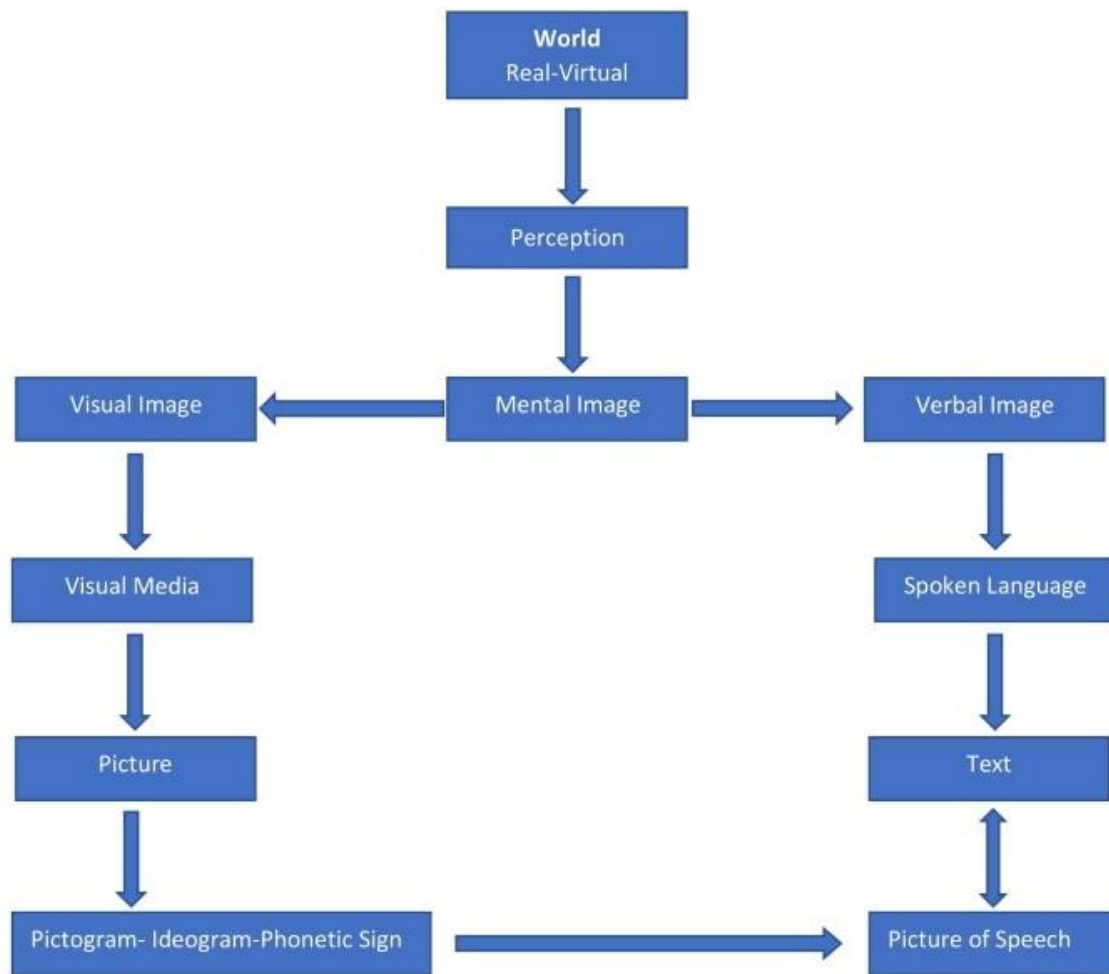 World
Real-Virtual
Perception
Visual Image
Mental Image
Verbal Image
Visual Media
Spoken Language
Picture
Text
Pictogram- Ideogram-Phonetic Sign
Picture of Speech